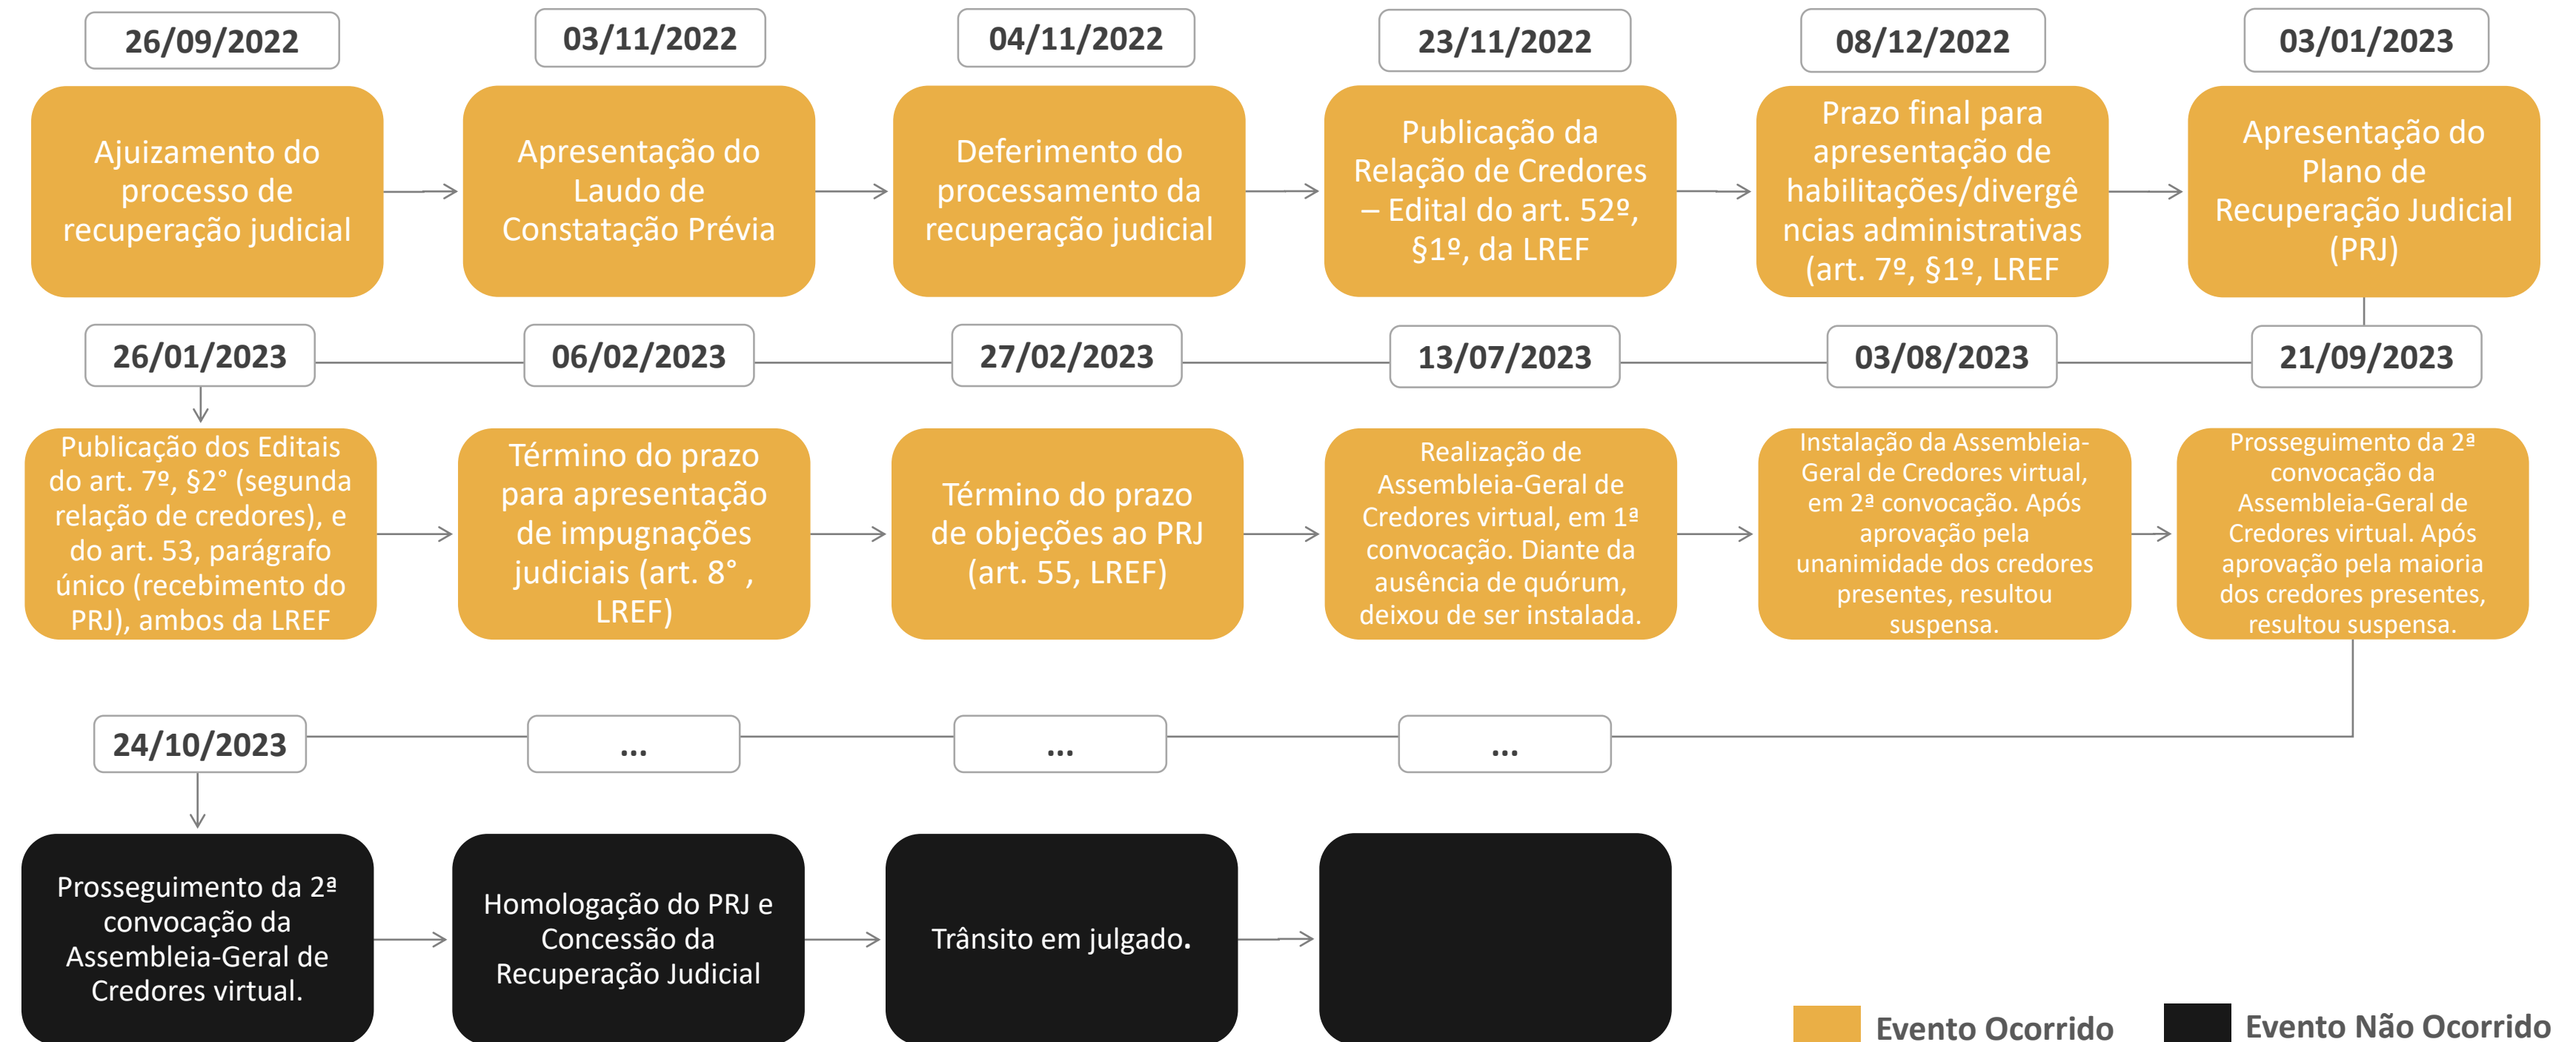 26/09/2022
03/11/2022
04/11/2022
23/11/2022
08/12/2022
03/01/2023
Ajuizamento do
processo de
recuperação judicial
Apresentação do
Laudo de
Constatação Prévia
Deferimento do
processamento da
recuperação judicial
Publicação da
Relação de Credores
– Edital do art. 52º,
§1º, da LREF
Prazo final para
apresentação de
habilitações/divergê
ncias administrativas
(art. 7º, §1º, LREF
Apresentação do
Plano de
Recuperação Judicial
(PRJ)
26/01/2023
06/02/2023
27/02/2023
13/07/2023
03/08/2023
21/09/2023
Publicação dos Editais
do art. 7º, §2° (segunda
relação de credores), e
do art. 53, parágrafo
único (recebimento do
PRJ), ambos da LREF
Término do prazo
para apresentação
de impugnações
judiciais (art. 8° ,
LREF)
Término do prazo
de objeções ao PRJ
(art. 55, LREF)
Realização de
Assembleia-Geral de
Credores virtual, em 1ª
convocação. Diante da
ausência de quórum,
deixou de ser instalada.
Instalação da Assembleia-
Geral de Credores virtual,
em 2ª convocação. Após
aprovação pela
unanimidade dos credores
presentes, resultou
suspensa.
Prosseguimento da 2ª
convocação da
Assembleia-Geral de
Credores virtual. Após
aprovação pela maioria
dos credores presentes,
resultou suspensa.
24/10/2023
...
...
...
Prosseguimento da 2ª
convocação da
Assembleia-Geral de
Credores virtual.
Homologação do PRJ e
Concessão da
Recuperação Judicial
Trânsito em julgado.
Evento Ocorrido
Evento Não Ocorrido